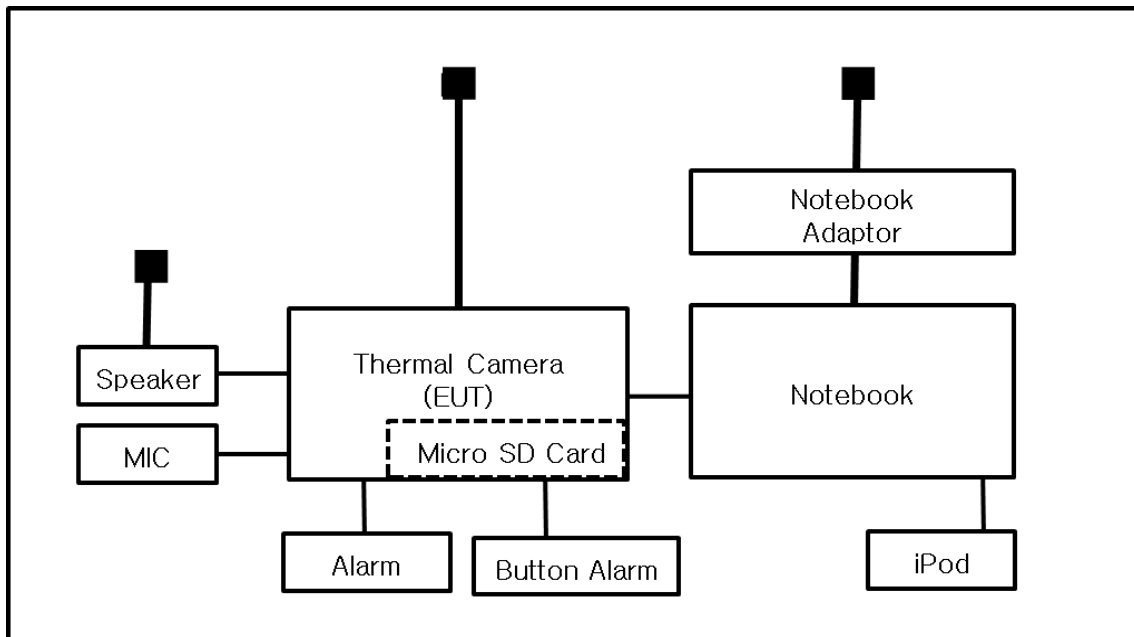 Notebook
Adaptor
Speaker
Thermal Camera
(EUT)
Notebook
MIC
Micro SD Card
Alarm
Button Alarm
iPod